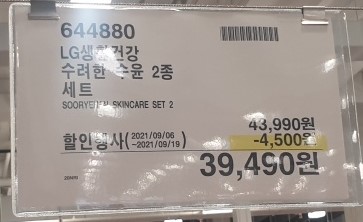 644880
LG생활건강
수려한 수윤 2종
세트
SOORYEHAN SKINCARE SET 2
43,990원
할인행사 (2021/09/06 ~2021/09/19) -4,500원
39,490원